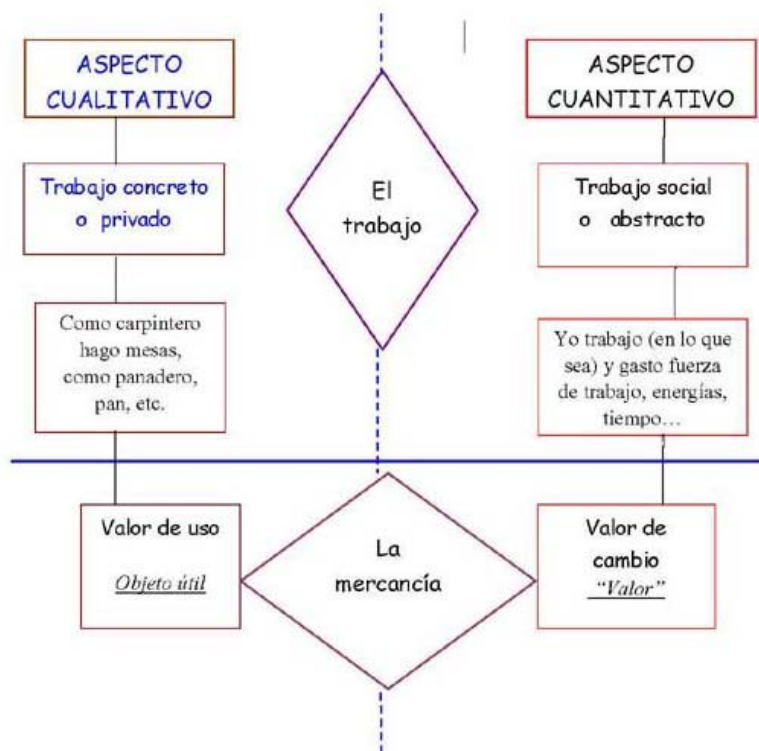 ASPECTO
CUALITATIVO
Trabajo concreto
o privado
Como carpintero
hago mesas,
como panadero,
pan, etc.
Valor de uso
Objeto útil
El
trabajo
La
mercancía
ASPECTO
CUANTITATIVO
Trabajo social
o abstracto
Yo trabajo (en lo que
sea) y gasto fuerza
de trabajo, energías,
tiempo…
Valor de
cambio
“Valor”